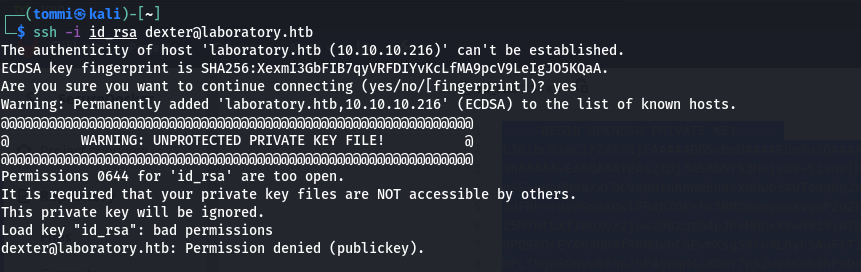 ┌──(tommi㉿kali)-[~]
└─$ ssh -i id_rsa dexter@laboratory.htb
The authenticity of host 'laboratory.htb (10.10.10.216)' can't be established.
ECDSA key fingerprint is SHA256:XexmI3GbFIB7qyVRFDIYvKcLfMA9pcV9LeIgJO5KQaA.
Are you sure you want to continue connecting (yes/no/[fingerprint])? yes
Warning: Permanently added 'laboratory.htb,10.10.10.216' (ECDSA) to the list of known hosts.
@@@@@@@@@@@@@@@@@@@@@@@@@@@@@@@@@@@@@@@@@@@@@@@@@@@@@@@@@@@
@         WARNING: UNPROTECTED PRIVATE KEY FILE!          @
@@@@@@@@@@@@@@@@@@@@@@@@@@@@@@@@@@@@@@@@@@@@@@@@@@@@@@@@@@@
Permissions 0644 for 'id_rsa' are too open.
It is required that your private key files are NOT accessible by others.
This private key will be ignored.
Load key "id_rsa": bad permissions
dexter@laboratory.htb: Permission denied (publickey).